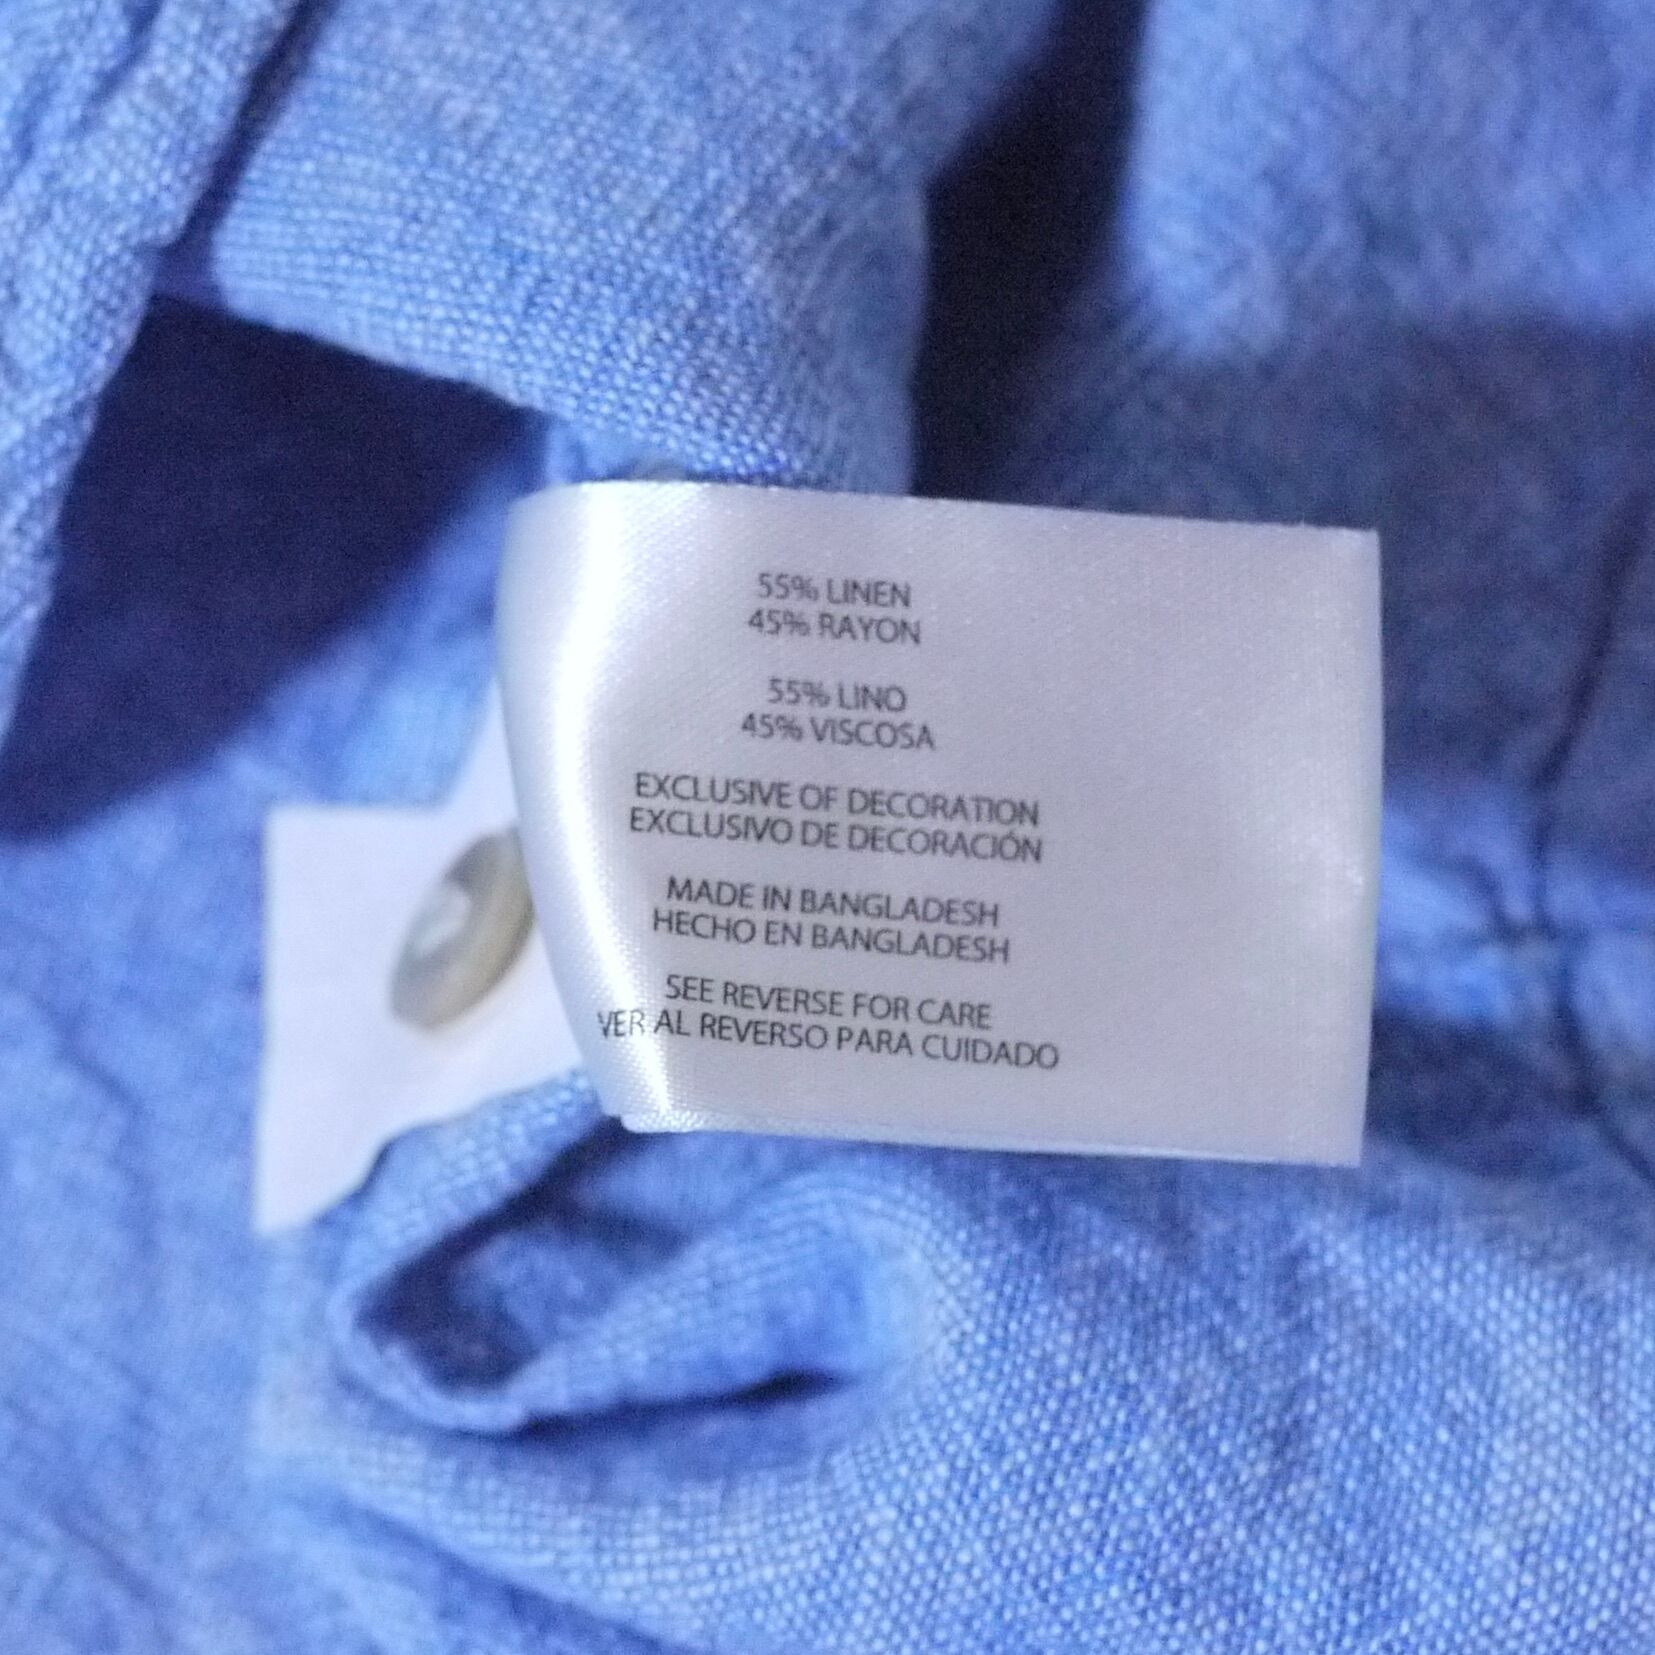 55% LINEN
45% RAYON
55% LINO
45% VISCOSA
EXCLUSIVE OF DECORATION
EXCLUSIVO DE DECORACIÓN
MADE IN BANGLADESH
HECHO EN BANGLADESH
SEE REVERSE FOR CARE
VER AL REVERSO PARA CUIDADO